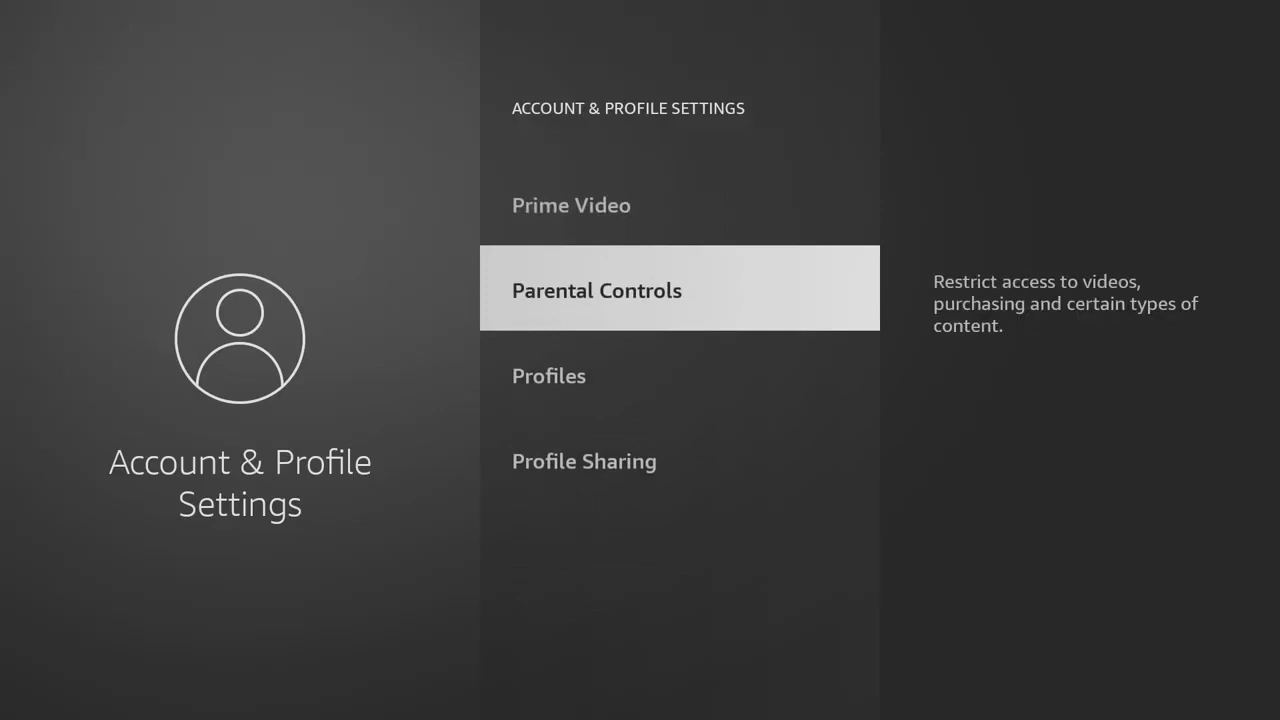 Account & Profile
Settings
ACCOUNT & PROFILE SETTINGS
Prime Video
Parental Controls
Profiles
Profile Sharing
Restrict access to videos,
purchasing and certain types of
content.